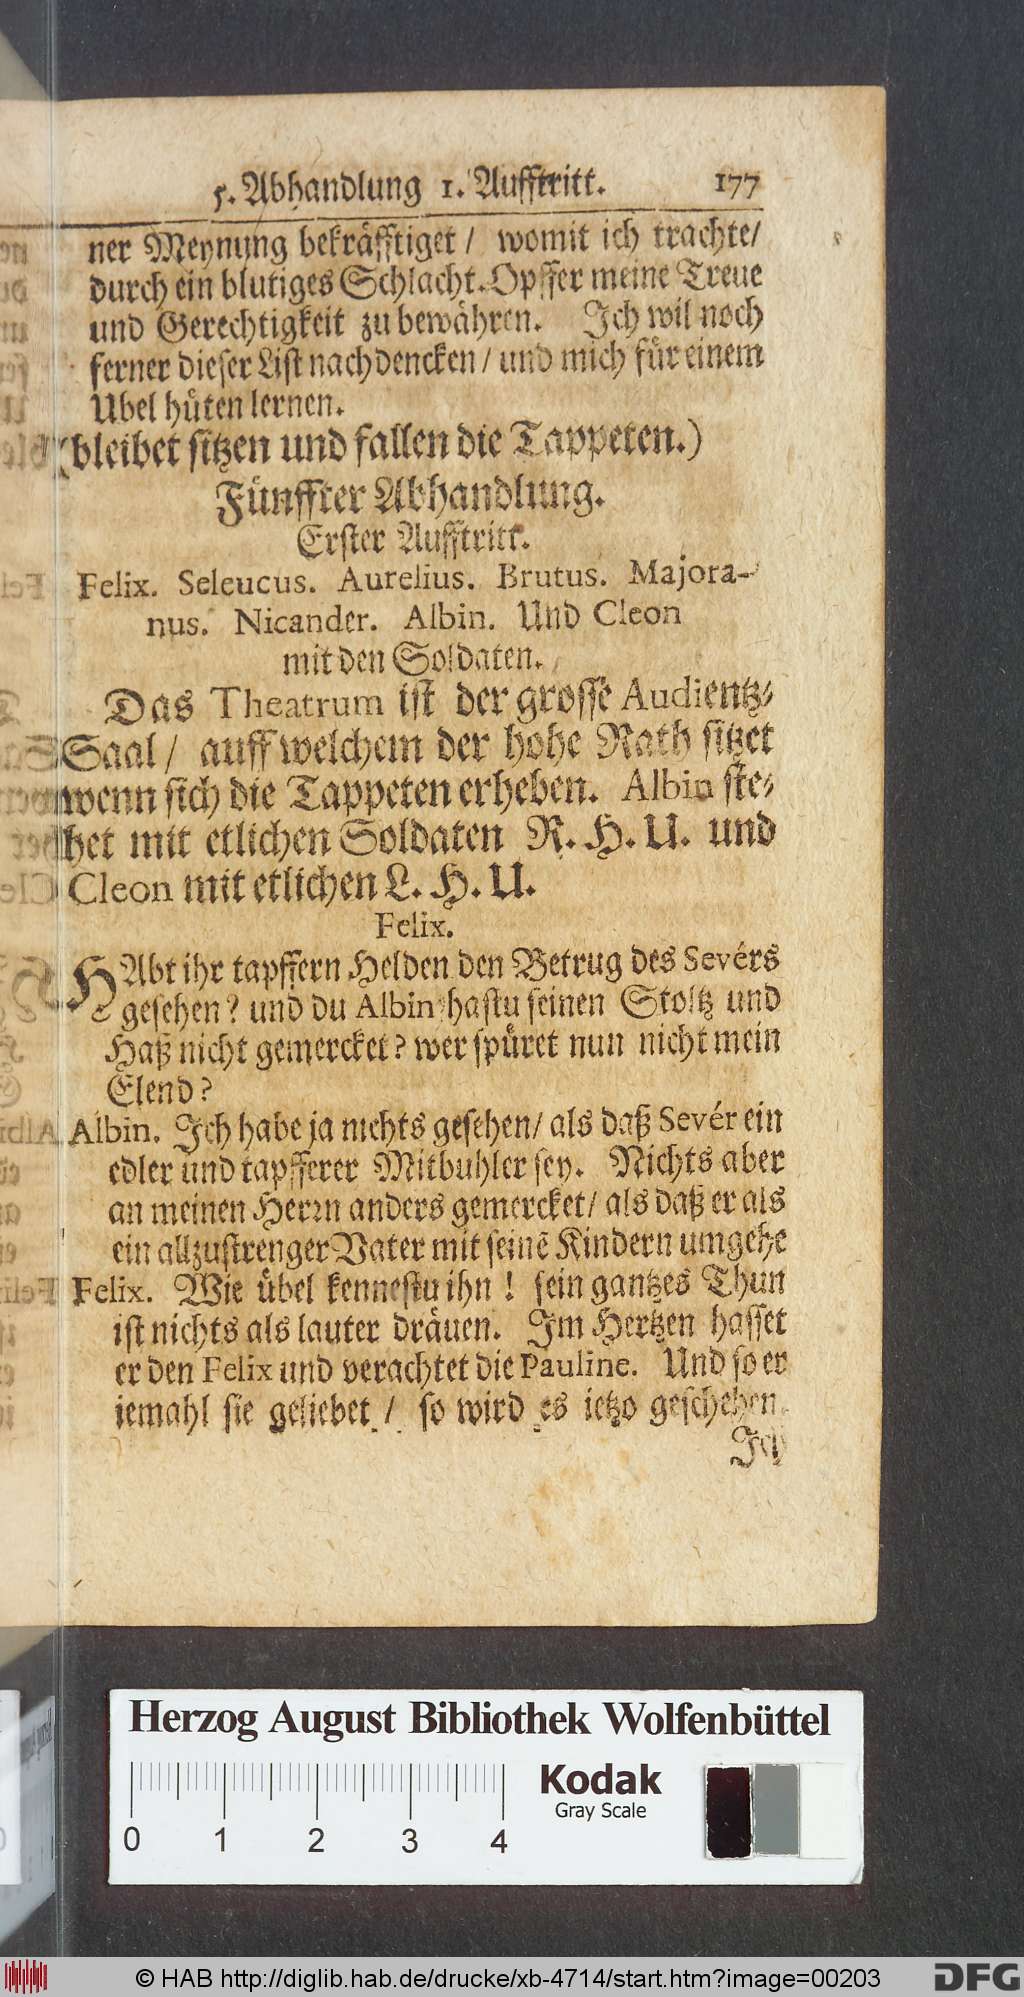 5. Abhandlung 1. Aufftritt. 177
ner Meynung bekräfftiget / womit ich trachte /
durch ein blutiges Schlacht-Opffer meine Treue
und Gerechtigkeit zu bewähren. Ich wil noch
ferner dieser List nachdencken / und mich für einem
Ubel hüten lernen.
(bleibet sitzen und fallen die Tappeten.)
Fünffter Abhandlung.
Erster Aufftritt.
Felix. Seleucus. Aurelius. Brutus. Majora-
nus. Nicander. Albin. Und Cleon
mit den Soldaten.
Das Theatrum ist der grosse Audientz-
Saal / auff welchem der hohe Rath sitzet
wenn sich die Tappeten erheben. Albin ste-
het mit etlichen Soldaten R. H. U. und
Cleon mit etlichen L. H. U.
Felix.
HAbt ihr tapffern Helden den Betrug des Sevérs
gesehen? und du Albin hastu seinen Stoltz und
Haß nicht gemercket? wer spüret nun nicht mein
Elend?
Albin. Ich habe ja nichts gesehen / als daß Sevér ein
edler und tapfferer Mitbuhler sey. Nichts aber
an meinen Herrn anders gemercket / als daß er als
ein allzustrenger Vater mit seinē Kindern umgehe
Felix. Wie übel kennestu ihn! sein gantzes Thun
ist nichts als lauter dräuen. Im Hertzen hasset
er den Felix und verachtet die Pauline. Und so er
iemahl sie geliebet / so wird es ietzo geschehen.
Ich
Herzog August Bibliothek Wolfenbüttel
Kodak
Gray Scale
0 1 2 3 4
© HAB http://diglib.hab.de/drucke/xb-4714/start.htm?image=00203
DFG